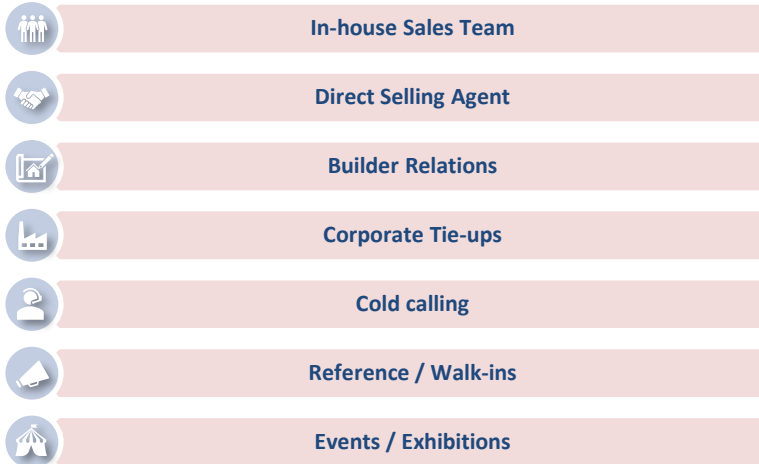 In-house Sales Team
Direct Selling Agent
Builder Relations
Corporate Tie-ups
Cold calling
Reference / Walk-ins
Events / Exhibitions